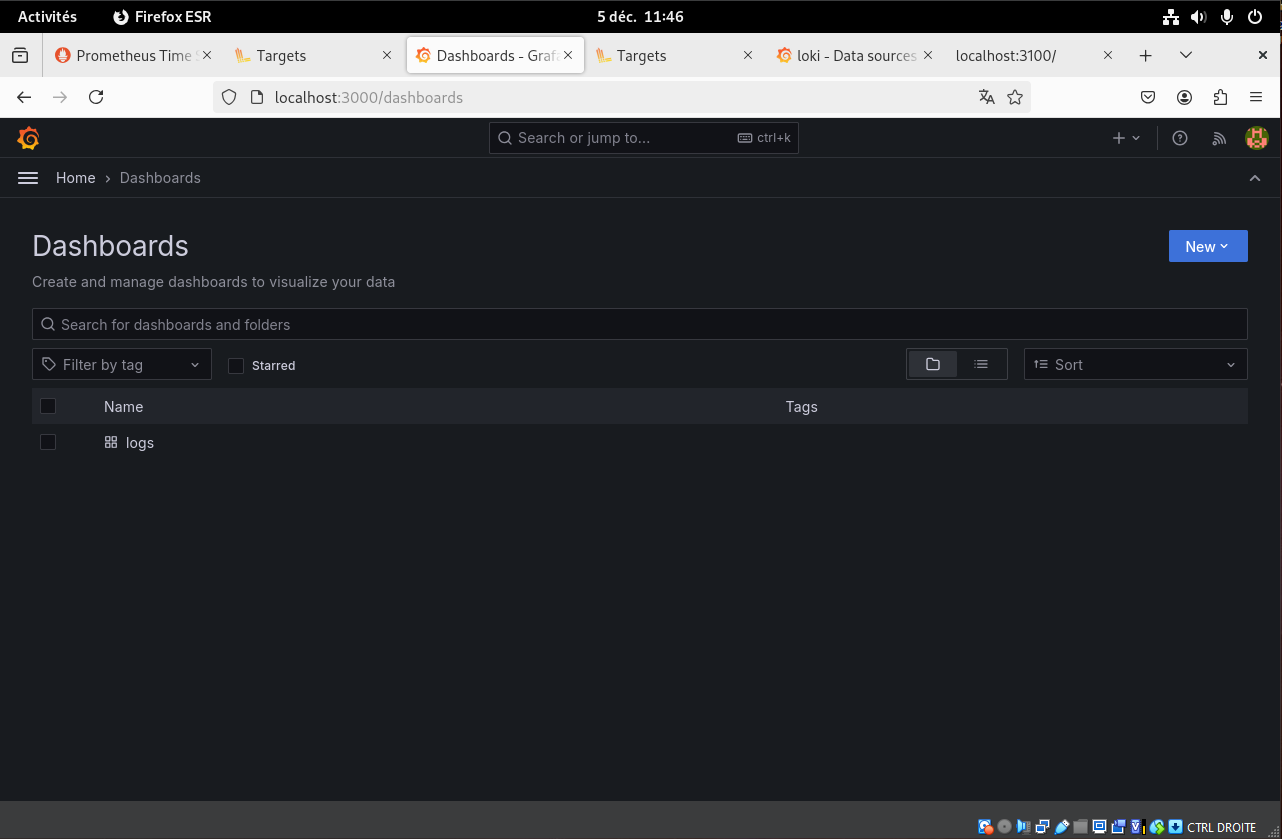 Activités Firefox ESR 5 déc. 11:46
Prometheus Time S Targets Dashboards - Grafa Targets loki - Data sources localhost:3100/
localhost:3000/dashboards
Search or jump to... ctrl+k
Home › Dashboards
Dashboards
New
Create and manage dashboards to visualize your data
Search for dashboards and folders
Filter by tag Starred Sort
Name Tags
logs
CTRL DROITE